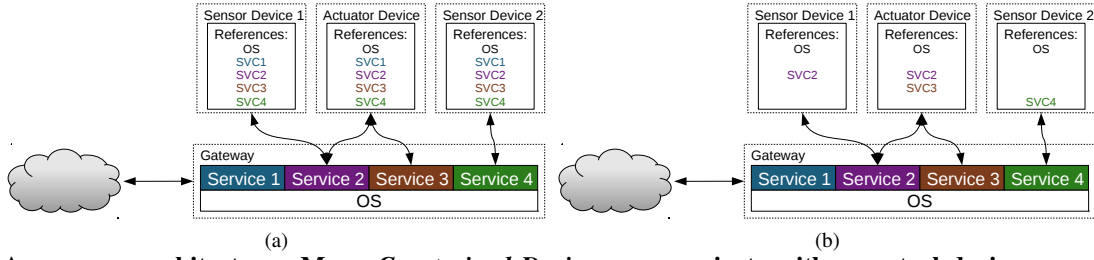 Sensor Device 1
References:
OS
SVC1
SVC2
SVC3
SVC4
Actuator Device
References:
OS
SVC1
SVC2
SVC3
SVC4
Sensor Device 2
References:
OS
SVC1
SVC2
SVC3
SVC4
Gateway
Service 1 Service 2 Service 3 Service 4
OS
(a)
Sensor Device 1
References:
OS
SVC2
Actuator Device
References:
OS
SVC2
SVC3
Sensor Device 2
References:
OS
SVC4
Gateway
Service 1 Service 2 Service 3 Service 4
OS
(b)